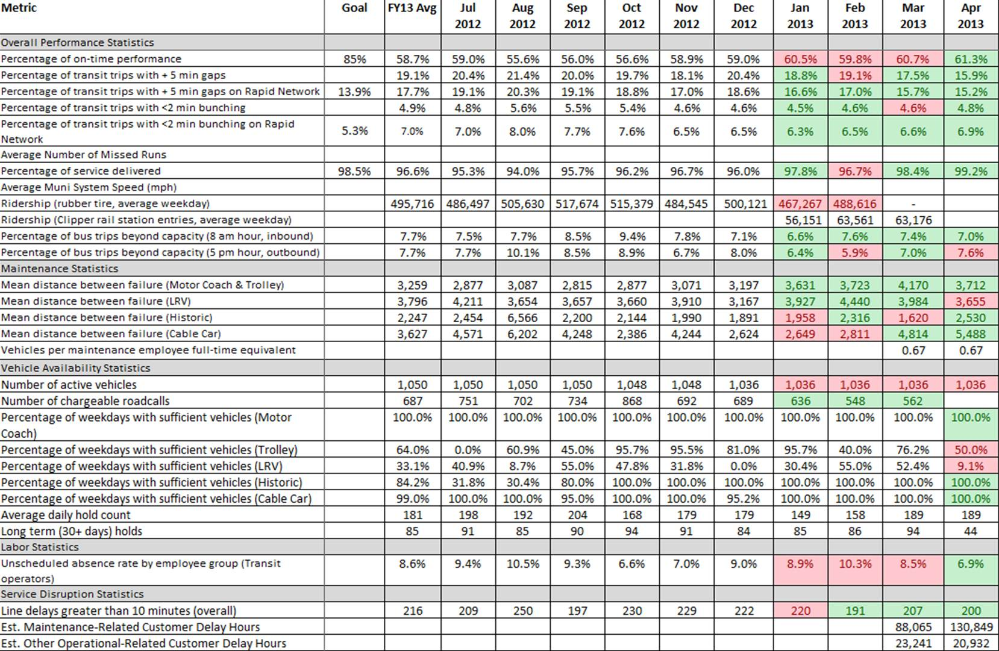 Metric Goal FY13 Avg Jul 2012 Aug 2012 Sep 2012 Oct 2012 Nov 2012 Dec 2012 Jan 2013 Feb 2013 Mar 2013 Apr 2013
Overall Performance Statistics
Percentage of on-time performance 85% 58.7% 59.0% 55.6% 56.0% 56.6% 58.9% 59.0% 60.5% 59.8% 60.7% 61.3%
Percentage of transit trips with + 5 min gaps 19.1% 20.4% 21.4% 20.0% 19.7% 18.1% 20.4% 18.8% 19.1% 17.5% 15.9%
Percentage of transit trips with + 5 min gaps on Rapid Network 13.9% 17.7% 19.1% 20.3% 19.1% 18.8% 17.0% 18.6% 16.6% 17.0% 15.7% 15.2%
Percentage of transit trips with <2 min bunching 4.9% 4.8% 5.6% 5.5% 5.4% 4.6% 4.6% 4.5% 4.6% 4.6% 4.8%
Percentage of transit trips with <2 min bunching on Rapid
Network 5.3% 7.0% 7.0% 8.0% 7.7% 7.6% 6.5% 6.5% 6.3% 6.5% 6.6% 6.9%
Average Number of Missed Runs
Percentage of service delivered 98.5% 96.6% 95.3% 94.0% 95.7% 96.2% 96.7% 96.0% 97.8% 96.7% 98.4% 99.2%
Average Muni System Speed (mph)
Ridership (rubber tire, average weekday) 495,716 486,497 505,630 517,674 515,379 484,545 500,121 467,267 488,616 -
Ridership (Clipper rail station entries, average weekday) 56,151 63,561 63,176
Percentage of bus trips beyond capacity (8 am hour, inbound) 7.7% 7.5% 7.7% 8.5% 9.4% 7.8% 7.1% 6.6% 7.6% 7.4% 7.0%
Percentage of bus trips beyond capacity (5 pm hour, outbound) 7.7% 7.7% 10.1% 8.5% 8.9% 6.7% 8.0% 6.4% 5.9% 7.0% 7.6%
Maintenance Statistics
Mean distance between failure (Motor Coach & Trolley) 3,259 2,877 3,087 2,815 2,877 3,071 3,197 3,631 3,723 4,170 3,712
Mean distance between failure (LRV) 3,796 4,211 3,654 3,657 3,660 3,910 3,167 3,927 4,440 3,984 3,655
Mean distance between failure (Historic) 2,247 2,454 6,566 2,200 2,144 1,990 1,891 1,958 2,316 1,620 2,530
Mean distance between failure (Cable Car) 3,627 4,571 6,202 4,248 2,386 4,244 2,624 2,649 2,811 4,814 5,488
Vehicles per maintenance employee full-time equivalent 0.67 0.67
Vehicle Availability Statistics
Number of active vehicles 1,050 1,050 1,050 1,050 1,048 1,048 1,036 1,036 1,036 1,036 1,036
Number of chargeable roadcalls 687 751 702 734 868 692 689 636 548 562
Percentage of weekdays with sufficient vehicles (Motor 100.0% 100.0% 100.0% 100.0% 100.0% 100.0% 100.0% 100.0% 100.0% 100.0% 100.0%
Coach)
Percentage of weekdays with sufficient vehicles (Trolley) 64.0% 0.0% 60.9% 45.0% 95.7% 95.5% 81.0% 95.7% 40.0% 76.2% 50.0%
Percentage of weekdays with sufficient vehicles (LRV) 33.1% 40.9% 8.7% 55.0% 47.8% 31.8% 0.0% 30.4% 55.0% 52.4% 9.1%
Percentage of weekdays with sufficient vehicles (Historic) 84.2% 31.8% 30.4% 80.0% 100.0% 100.0% 100.0% 100.0% 100.0% 100.0% 100.0%
Percentage of weekdays with sufficient vehicles (Cable Car) 99.0% 100.0% 100.0% 95.0% 100.0% 100.0% 95.2% 100.0% 100.0% 100.0% 100.0%
Average daily hold count 181 198 192 204 168 179 179 149 158 189 189
Long term (30+ days) holds 85 91 85 90 94 91 84 85 86 94 44
Labor Statistics
Unscheduled absence rate by employee group (Transit 8.6% 9.4% 10.5% 9.3% 6.6% 7.0% 9.0% 8.9% 10.3% 8.5% 6.9%
operators)
Service Disruption Statistics
Line delays greater than 10 minutes (overall) 216 209 250 197 230 229 222 220 191 207 200
Est. Maintenance-Related Customer Delay Hours 88,065 130,849
Est. Other Operational-Related Customer Delay Hours 23,241 20,932